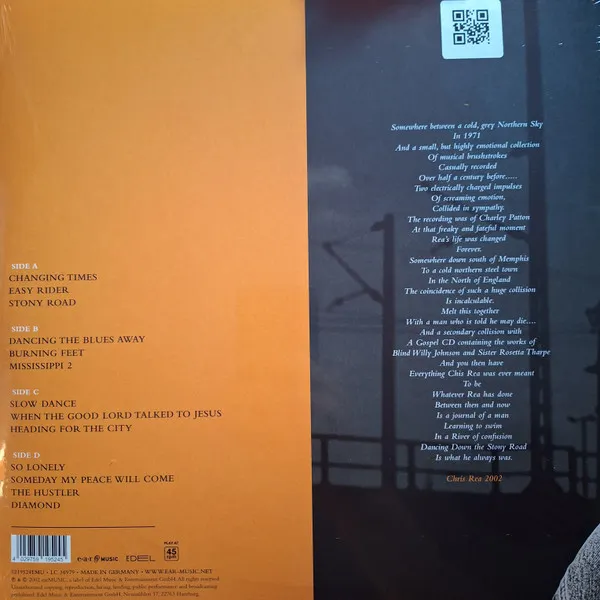 SIDE A
CHANGING TIMES
EASY RIDER
STONY ROAD
SIDE B
DANCING THE BLUES AWAY
BURNING FEET
MISSISSIPPI 2
SIDE C
SLOW DANCE
WHEN THE GOOD LORD TALKED TO JESUS
HEADING FOR THE CITY
SIDE D
SO LONELY
SOMEDAY MY PEACE WILL COME
THE HUSTLER
DIAMOND
4 029759 195245
e·a·r MUSIC
EDEL
PLAY AT
45
rpm
MADE IN GERMANY • WWW.EAR-MUSIC.NET
Somewhere between a cold, grey Northern Sky
In 1971
And a small, but highly emotional collection
Of musical brushstrokes
Casually recorded
Over half a century before.....
Two electrically charged impulses
Of screaming emotion,
Collided in sympathy.
The recording was of Charley Patton
At that freaky and fateful moment
Rea's life was changed
Forever.
Somewhere down south of Memphis
To a cold northern steel town
In the North of England
The coincidence of such a huge collision
Is incalculable.
Melt this together
With a man who is told he may die....
And a secondary collision with
A Gospel CD containing the works of
Blind Willy Johnson and Sister Rosetta Tharpe
And you then have
Everything Chis Rea was ever meant
To be
Whatever Rea has done
Between then and now
Is a journal of a man
Learning to swim
In a River of confusion
Dancing Down the Stony Road
Is what he always was.
Chris Rea 2002